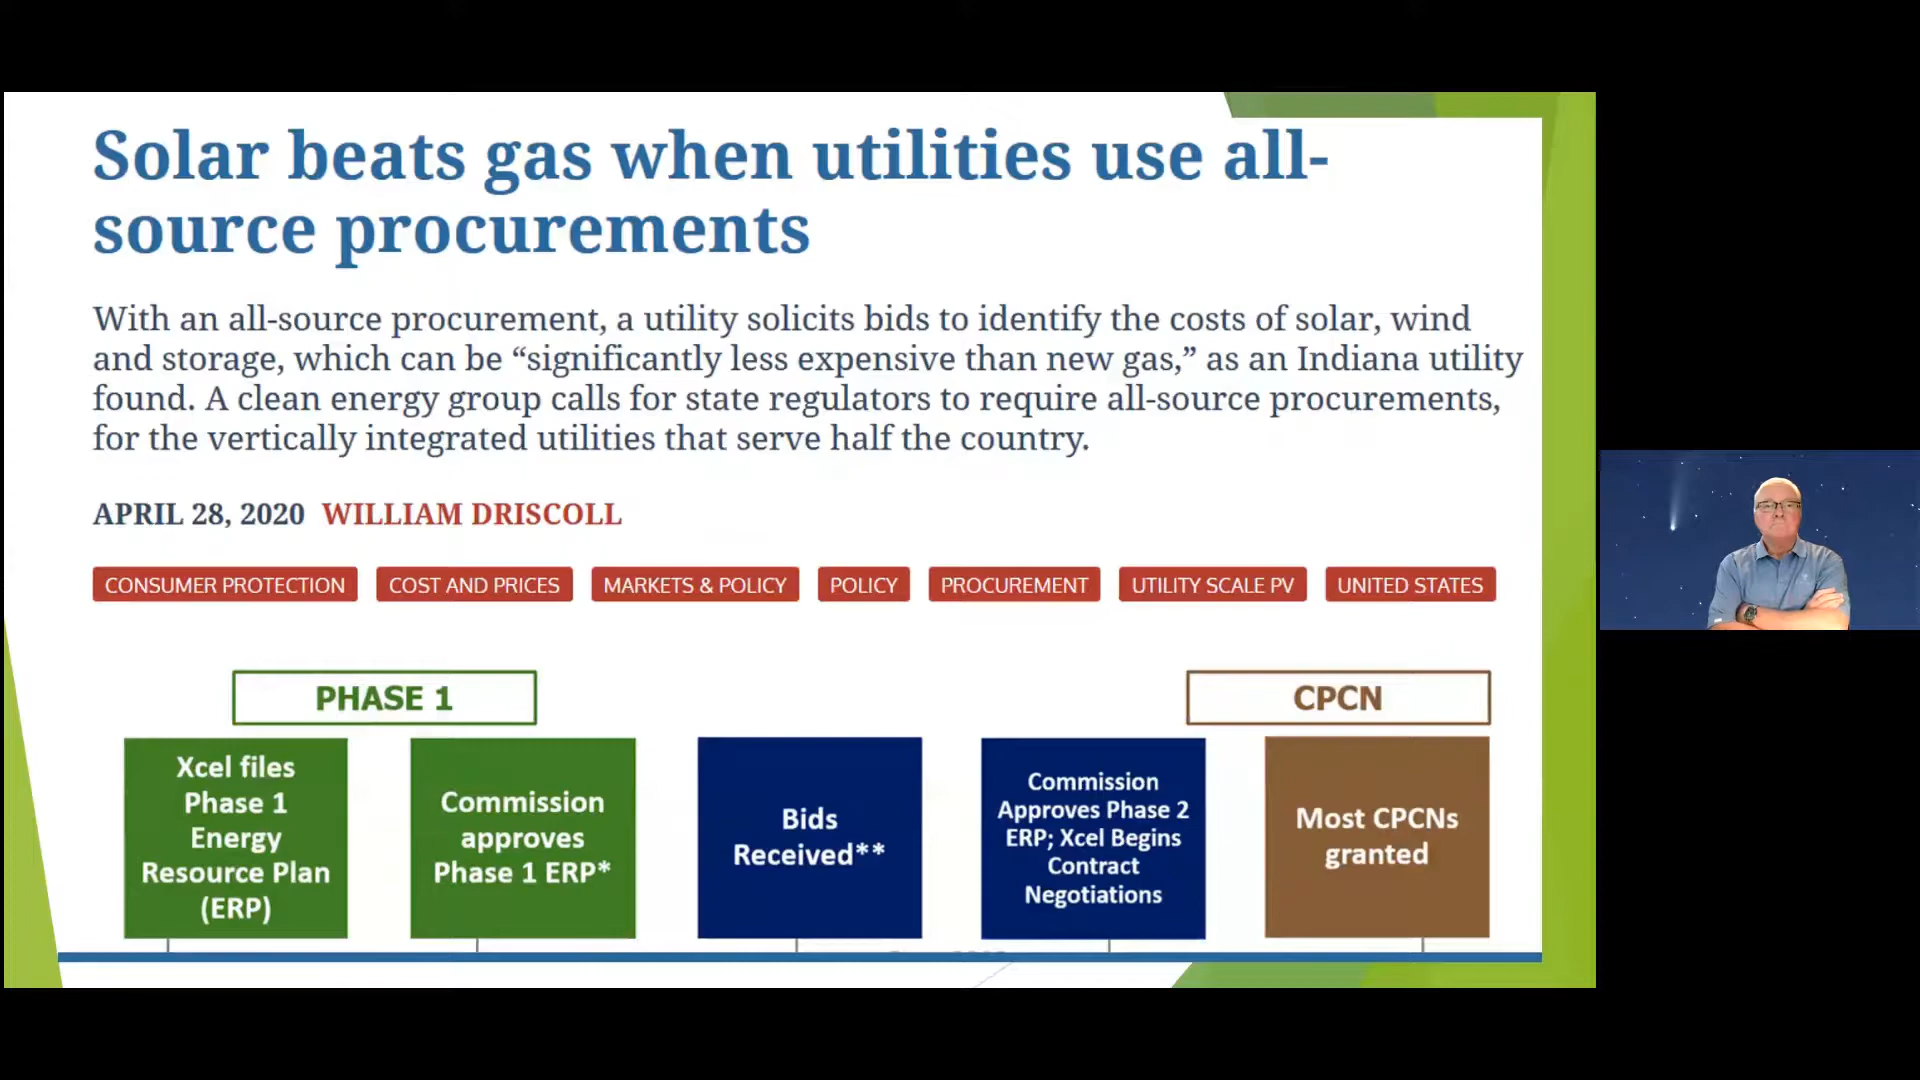 Solar beats gas when utilities use all-
source procurements
With an all-source procurement, a utility solicits bids to identify the costs of solar, wind
and storage, which can be “significantly less expensive than new gas,” as an Indiana utility
found. A clean energy group calls for state regulators to require all-source procurements,
for the vertically integrated utilities that serve half the country.
APRIL 28, 2020 WILLIAM DRISCOLL
CONSUMER PROTECTION COST AND PRICES MARKETS & POLICY POLICY PROCUREMENT UTILITY SCALE PV UNITED STATES
PHASE 1
CPCN
Xcel files
Phase 1
Energy
Resource Plan
(ERP)
Commission
approves
Phase 1 ERP*
Bids
Received**
Commission
Approves Phase 2
ERP; Xcel Begins
Contract
Negotiations
Most CPCNs
granted